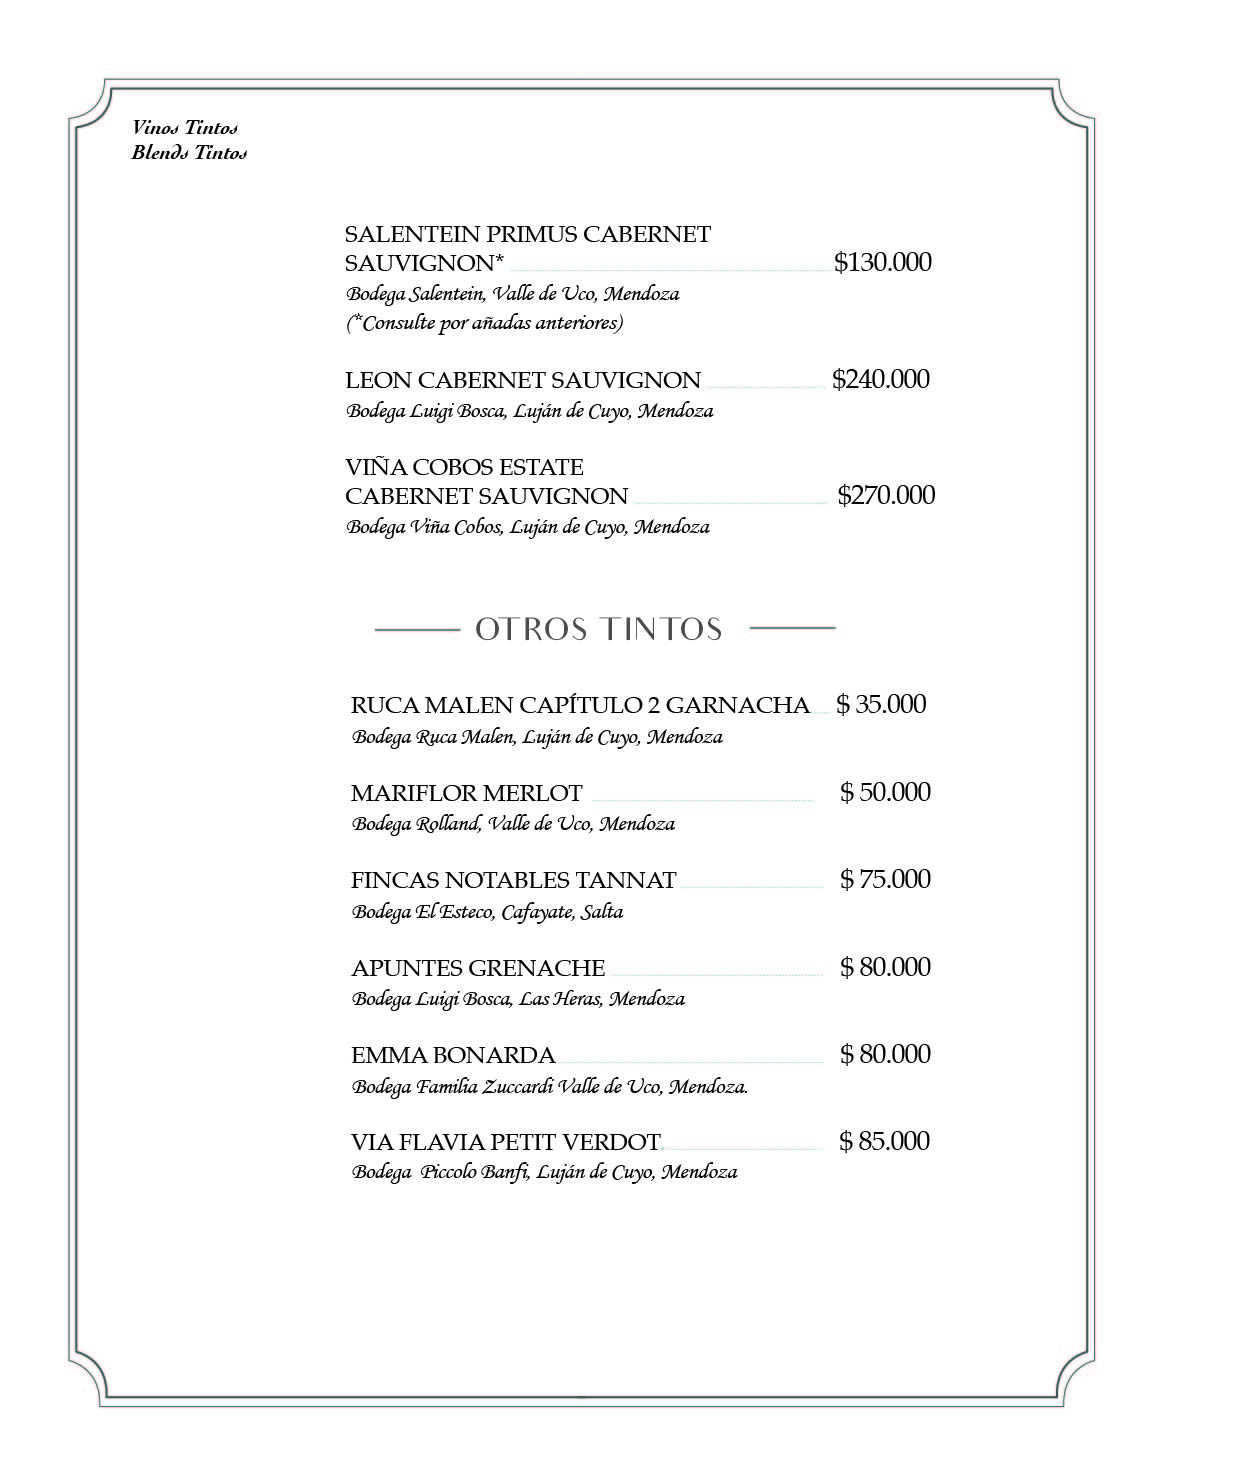 Vinos Tintos
Blends Tintos
SALENTEIN PRIMUS CABERNET
SAUVIGNON* $130.000
Bodega Salentein, Valle de Uco, Mendoza
(*Consulte por añadas anteriores)
LEON CABERNET SAUVIGNON $240.000
Bodega Luigi Bosca, Luján de Cuyo, Mendoza
VIÑA COBOS ESTATE
CABERNET SAUVIGNON $270.000
Bodega Viña Cobos, Luján de Cuyo, Mendoza
OTROS TINTOS
RUCA MALEN CAPÍTULO 2 GARNACHA $ 35.000
Bodega Ruca Malen, Luján de Cuyo, Mendoza
MARIFLOR MERLOT $ 50.000
Bodega Rolland, Valle de Uco, Mendoza
FINCAS NOTABLES TANNAT $ 75.000
Bodega El Esteco, Cafayate, Salta
APUNTES GRENACHE $ 80.000
Bodega Luigi Bosca, Las Heras, Mendoza
EMMA BONARDA $ 80.000
Bodega Familia Zuccardi Valle de Uco, Mendoza.
VIA FLAVIA PETIT VERDOT $ 85.000
Bodega Piccolo Banfi, Luján de Cuyo, Mendoza